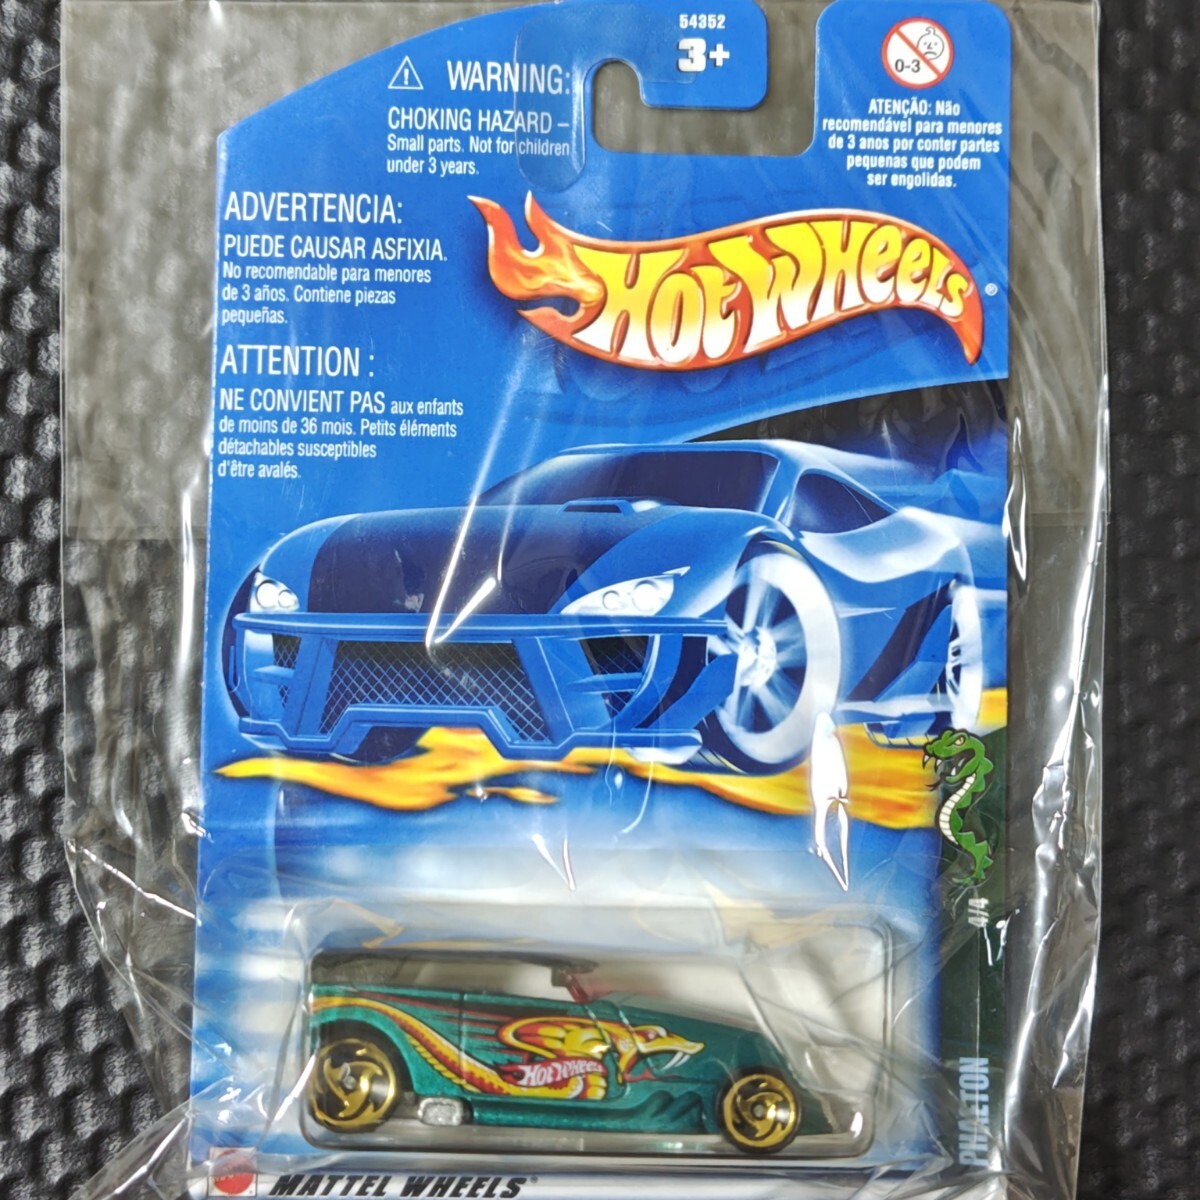 54352
3+
⚠ WARNING:
CHOKING HAZARD –
Small parts. Not for children
under 3 years.
0-3
ATENÇÃO: Não
recomendável para menores
de 3 anos por conter partes
pequenas que podem
ser engolidas.
ADVERTENCIA:
PUEDE CAUSAR ASFIXIA.
No recomendable para menores
de 3 años. Contiene piezas
pequeñas.
ATTENTION :
NE CONVIENT PAS aux enfants
de moins de 36 mois. Petits éléments
détachables susceptibles
d'être avalés.
HOT WHEELS®
4/4
PHAETON
HOT WHEELS
MATTEL WHEELS®